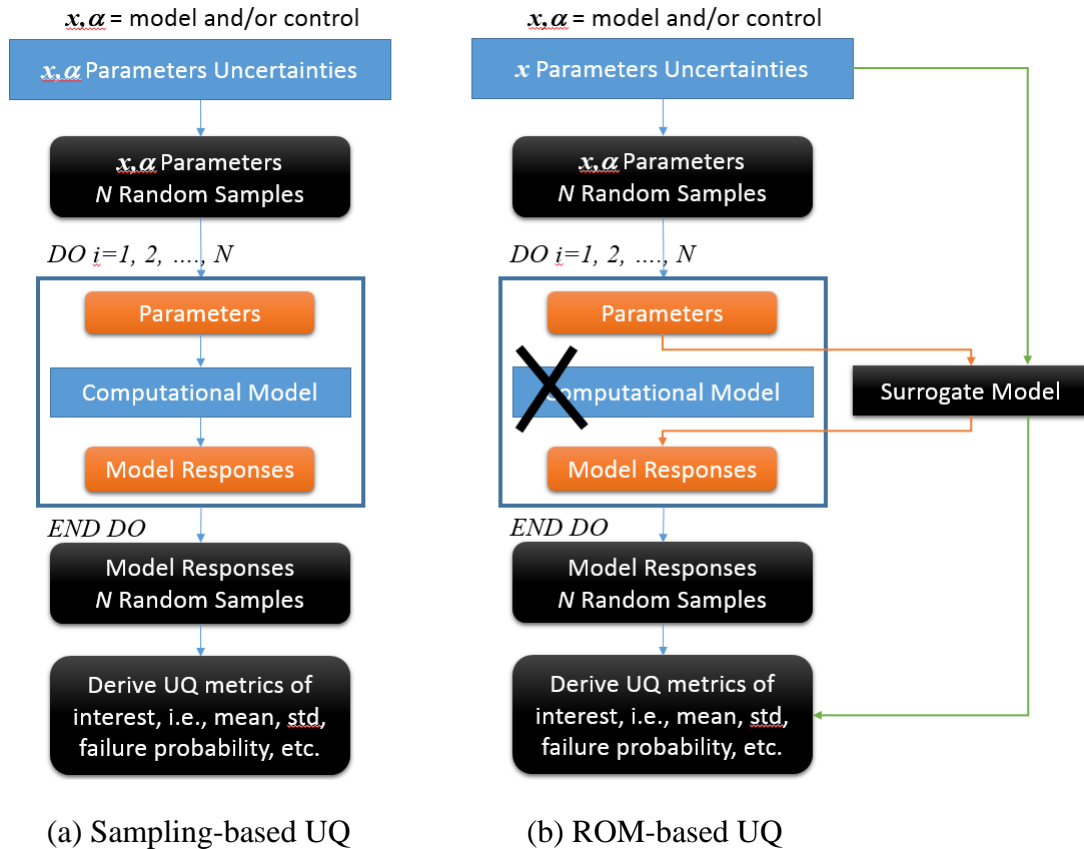 x,α = model and/or control
x,α Parameters Uncertainties
x,α Parameters
N Random Samples
DO i=1, 2, ...., N
Parameters
Computational Model
Model Responses
END DO
Model Responses
N Random Samples
Derive UQ metrics of
interest, i.e., mean, std,
failure probability, etc.
(a) Sampling-based UQ
x,α = model and/or control
x Parameters Uncertainties
x,α Parameters
N Random Samples
DO i=1, 2, ...., N
Parameters
Computational Model
Surrogate Model
Model Responses
END DO
Model Responses
N Random Samples
Derive UQ metrics of
interest, i.e., mean, std,
failure probability, etc.
(b) ROM-based UQ